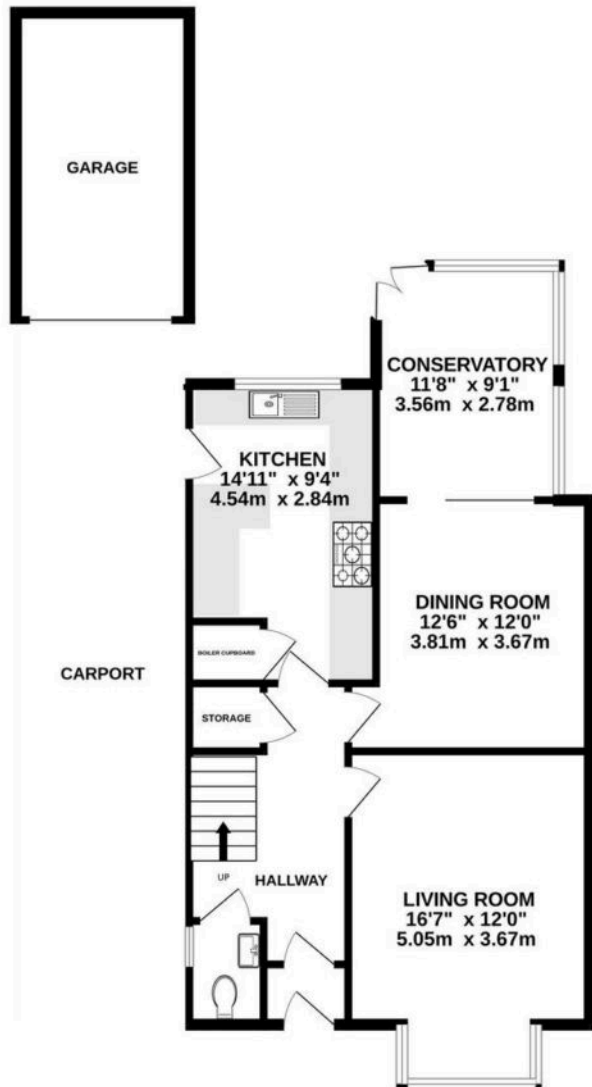 GARAGE
CONSERVATORY
11'8" x 9'1"
3.56m x 2.78m
KITCHEN
14'11" x 9'4"
4.54m x 2.84m
DINING ROOM
12'6" x 12'0"
3.81m x 3.67m
BOILER CUPBOARD
CARPORT
STORAGE
UP
HALLWAY
LIVING ROOM
16'7" x 12'0"
5.05m x 3.67m